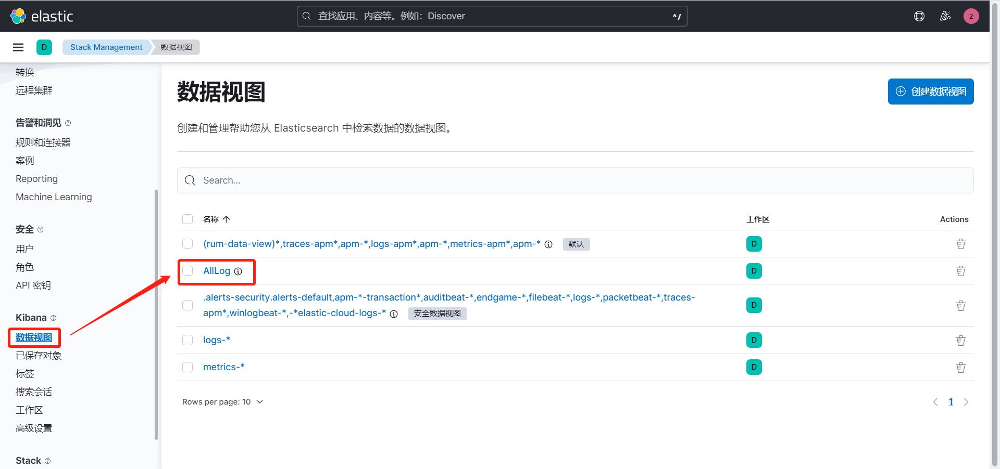 elastic
查找应用、内容等。例如：Discover
^/
z
D
Stack Management
数据视图
转换
远程集群
告警和洞见
规则和连接器
案例
Reporting
Machine Learning
安全
用户
角色
API 密钥
Kibana
数据视图
已保存对象
标签
搜索会话
工作区
高级设置
Stack
数据视图
创建数据视图
创建和管理帮助您从 Elasticsearch 中检索数据的数据视图。
Search...
名称
工作区
Actions
(rum-data-view)*,traces-apm*,apm-*,logs-apm*,apm-*,metrics-apm*,apm-*
默认
D
AllLog
D
.alerts-security.alerts-default,apm-*-transaction*,auditbeat-*,endgame-*,filebeat-*,logs-*,packetbeat-*,traces-
apm*,winlogbeat-*,-*elastic-cloud-logs-*
安全数据视图
D
logs-*
D
metrics-*
D
Rows per page: 10
1